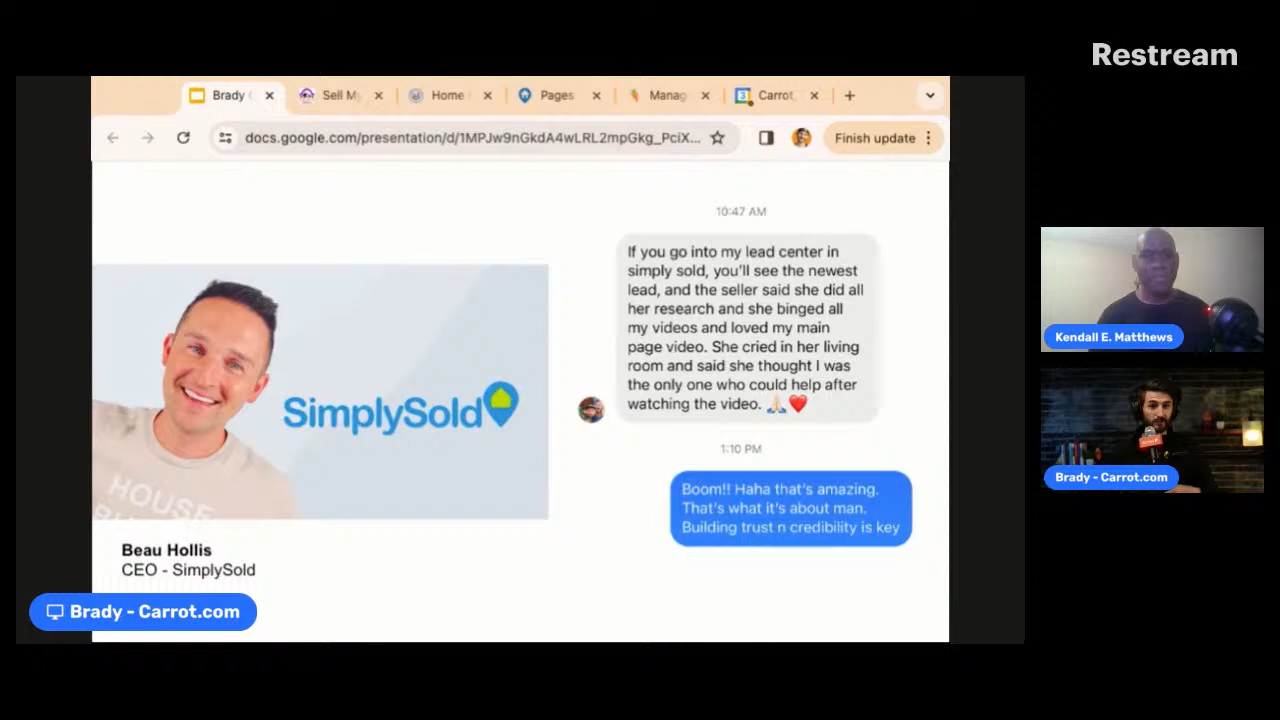 Restream
Brady
Sell My
Home
Pages
Manag
Carrot
docs.google.com/presentation/d/1MPJw9nGkdA4wLRL2mpGkg_PciX...
Finish update
10:47 AM
If you go into my lead center in
simply sold, you'll see the newest
lead, and the seller said she did all
her research and she binged all
my videos and loved my main
page video. She cried in her living
room and said she thought I was
the only one who could help after
watching the video. 🙏🏻❤️
1:10 PM
Boom!! Haha that's amazing.
That's what it's about man.
Building trust n credibility is key
SimplySold
HOUSE
Beau Hollis
CEO - SimplySold
Brady - Carrot.com
Kendall E. Matthews
Brady - Carrot.com